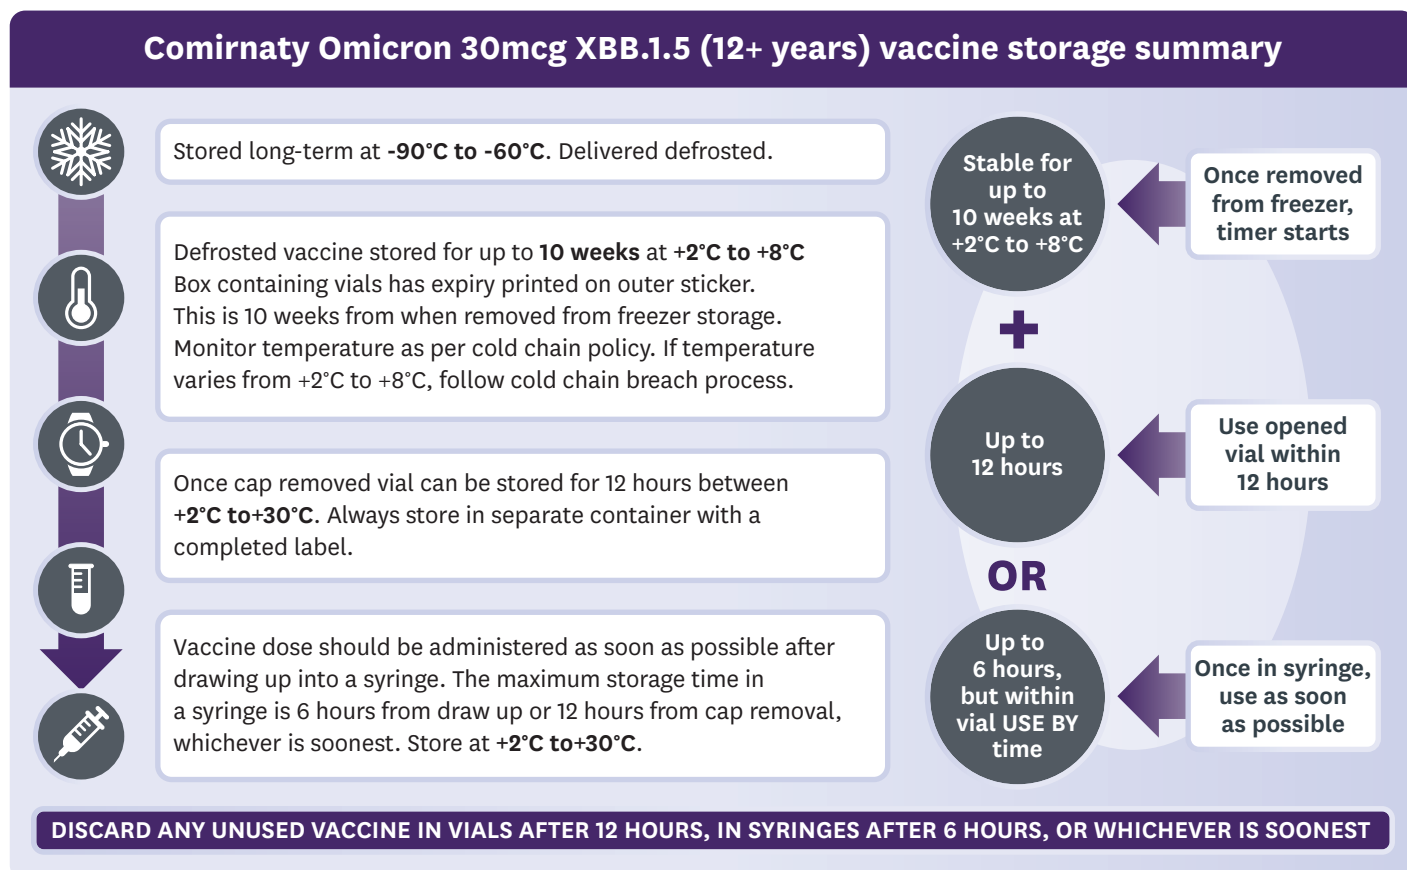 Comirnaty Omicron 30mcg XBB.1.5 (12+ years) vaccine storage summary
Stored long-term at -90°C to -60°C. Delivered defrosted.
Defrosted vaccine stored for up to 10 weeks at +2°C to +8°C
Box containing vials has expiry printed on outer sticker.
This is 10 weeks from when removed from freezer storage.
Monitor temperature as per cold chain policy. If temperature
varies from +2°C to +8°C, follow cold chain breach process.
Once cap removed vial can be stored for 12 hours between
+2°C to+30°C. Always store in separate container with a
completed label.
Vaccine dose should be administered as soon as possible after
drawing up into a syringe. The maximum storage time in
a syringe is 6 hours from draw up or 12 hours from cap removal,
whichever is soonest. Store at +2°C to+30°C.
Stable for
up to
10 weeks at
+2°C to +8°C
Once removed
from freezer,
timer starts
+
Up to
12 hours
Use opened
vial within
12 hours
OR
Up to
6 hours,
but within
vial USE BY
time
Once in syringe,
use as soon
as possible
DISCARD ANY UNUSED VACCINE IN VIALS AFTER 12 HOURS, IN SYRINGES AFTER 6 HOURS, OR WHICHEVER IS SOONEST